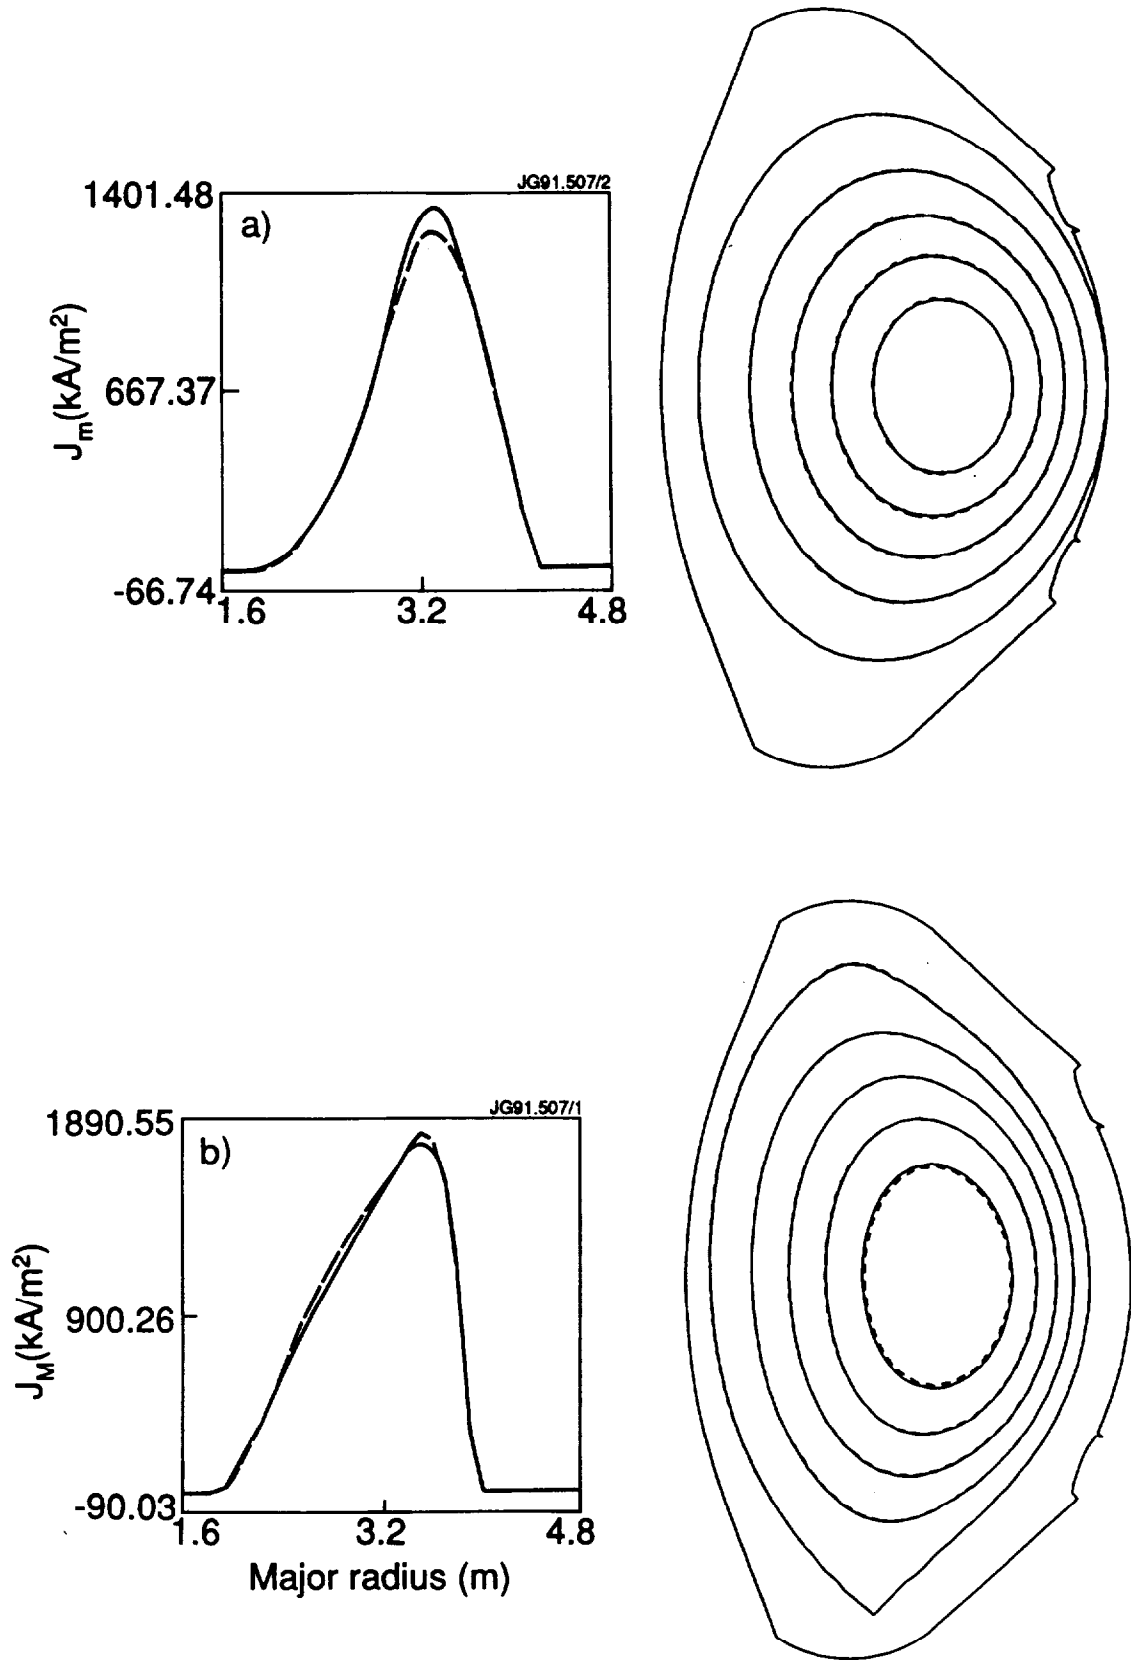 JG91.507/2
1401.48
a)
J_m(kA/m²)
667.37
-66.74
1.6 3.2 4.8
JG91.507/1
1890.55
b)
J_M(kA/m²)
900.26
-90.03
1.6 3.2 4.8
Major radius (m)